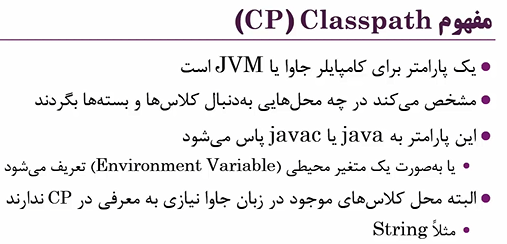 مفهوم Classpath ‏(CP)
یک پارامتر برای کامپایلر جاوا یا JVM است
مشخص می‌کند در چه محل‌هایی به‌دنبال کلاس‌ها و بسته‌ها بگردند
این پارامتر به java یا javac پاس می‌شود
یا به‌صورت یک متغیر محیطی (Environment Variable) تعریف می‌شود
البته محل کلاس‌های موجود در زبان جاوا نیازی به معرفی در CP ندارند
مثلاً String